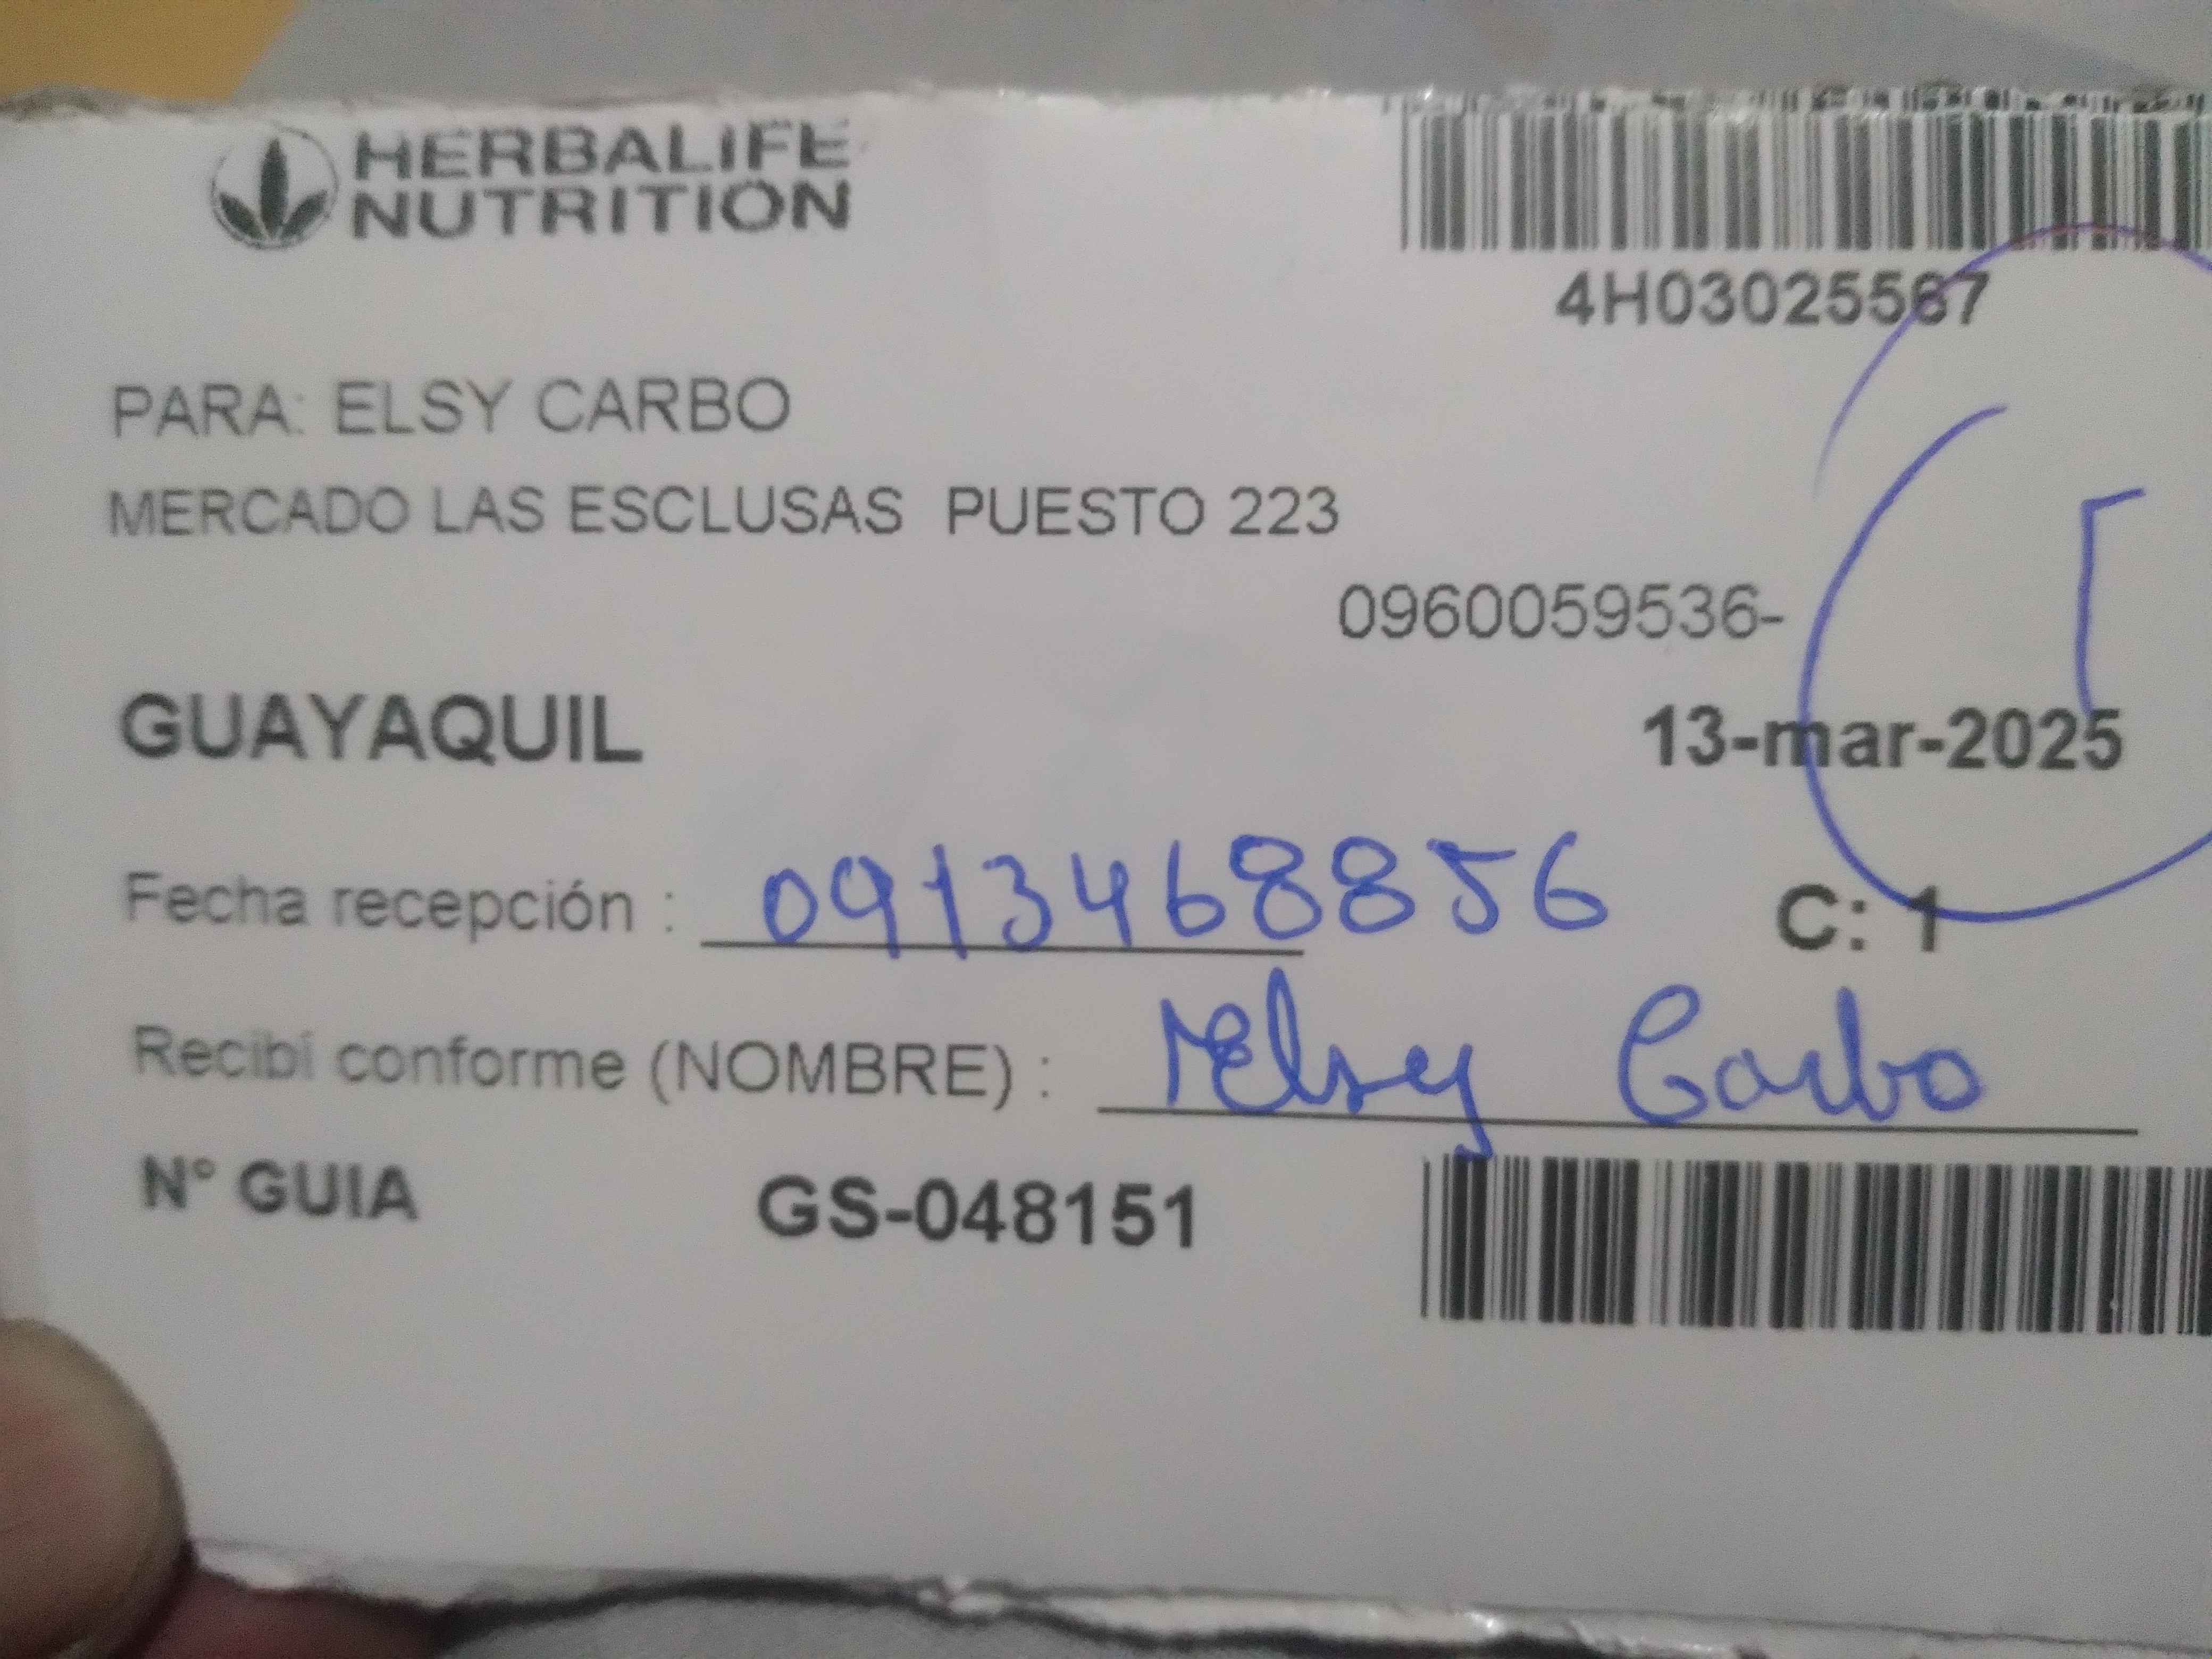 HERBALIFE
NUTRITION
4H03025567
PARA: ELSY CARBO
MERCADO LAS ESCLUSAS PUESTO 223
0960059536-
GUAYAQUIL
13-mar-2025
Fecha recepción : 0913468856
C: 1
Recibí conforme (NOMBRE) : Elsy Carbo
N° GUIA GS-048151